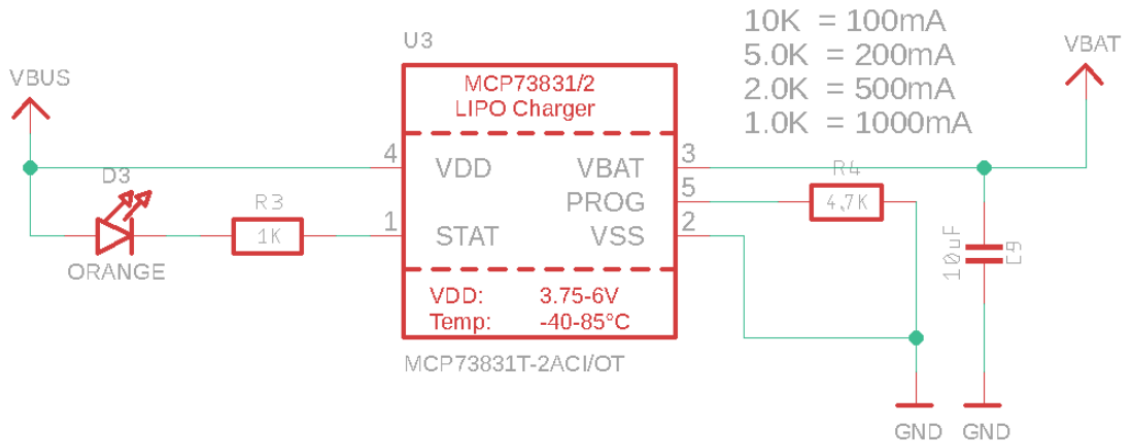 10K = 100mA
5.0K = 200mA
2.0K = 500mA
1.0K = 1000mA
U3
VBUS
VBAT
MCP73831/2
LIPO Charger
4
VDD
VBAT
3
D3
R3
1K
ORANGE
PROG
5
R4
4.7K
1
STAT
VSS
2
10uF
C9
VDD: 3.75-6V
Temp: -40-85°C
MCP73831T-2ACI/OT
GND
GND